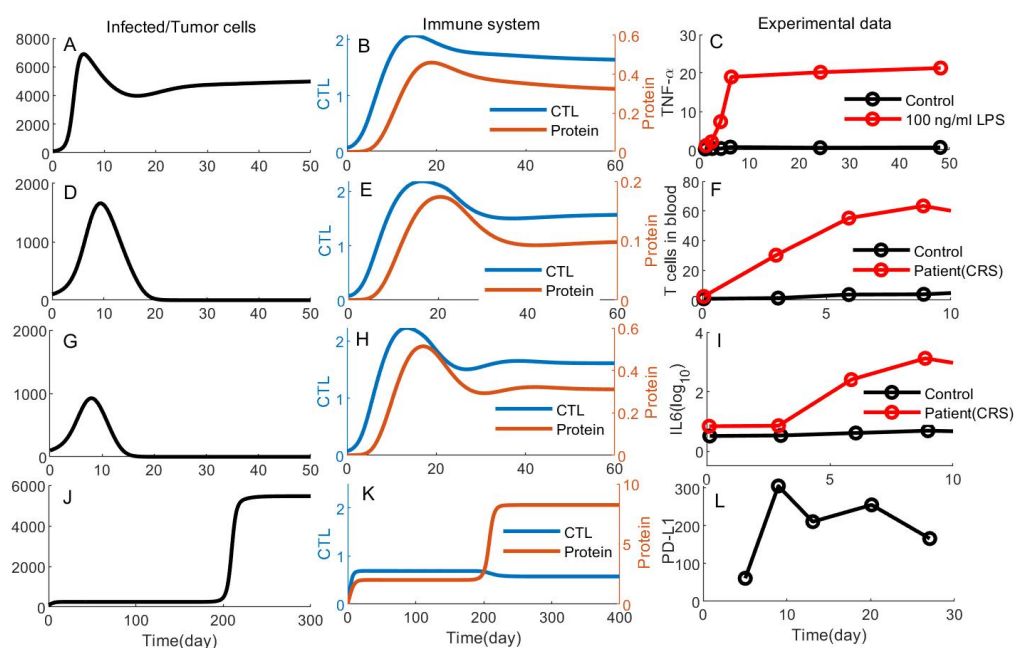 Infected/Tumor cells
Immune system
Experimental data
A
8000
6000
4000
2000
0
0 10 20 30 40 50
B
CTL
2
1
0
0 20 40 60
0.6
0.4
0.2
0
Protein
CTL
Protein
C
TNF-α
30
20
10
0
0 10 20 30 40 50
Control
100 ng/ml LPS
D
2000
1000
0
0 10 20 30 40 50
E
CTL
2
1
0
0 20 40 60
0.2
0.1
0
Protein
CTL
Protein
F
T cells in blood
80
60
40
20
0
0 5 10
Control
Patient(CRS)
G
2000
1000
0
0 10 20 30 40 50
H
CTL
2
1
0
0 20 40 60
0.6
0.4
0.2
0
Protein
CTL
Protein
I
IL6(log10)
4
2
0
0 5 10
Control
Patient(CRS)
J
6000
4000
2000
0
0 100 200 300
Time(day)
K
CTL
2
1
0
0 100 200 300 400
Time(day)
10
5
0
Protein
CTL
Protein
L
PD-L1
300
200
100
0
0 10 20 30
Time(day)